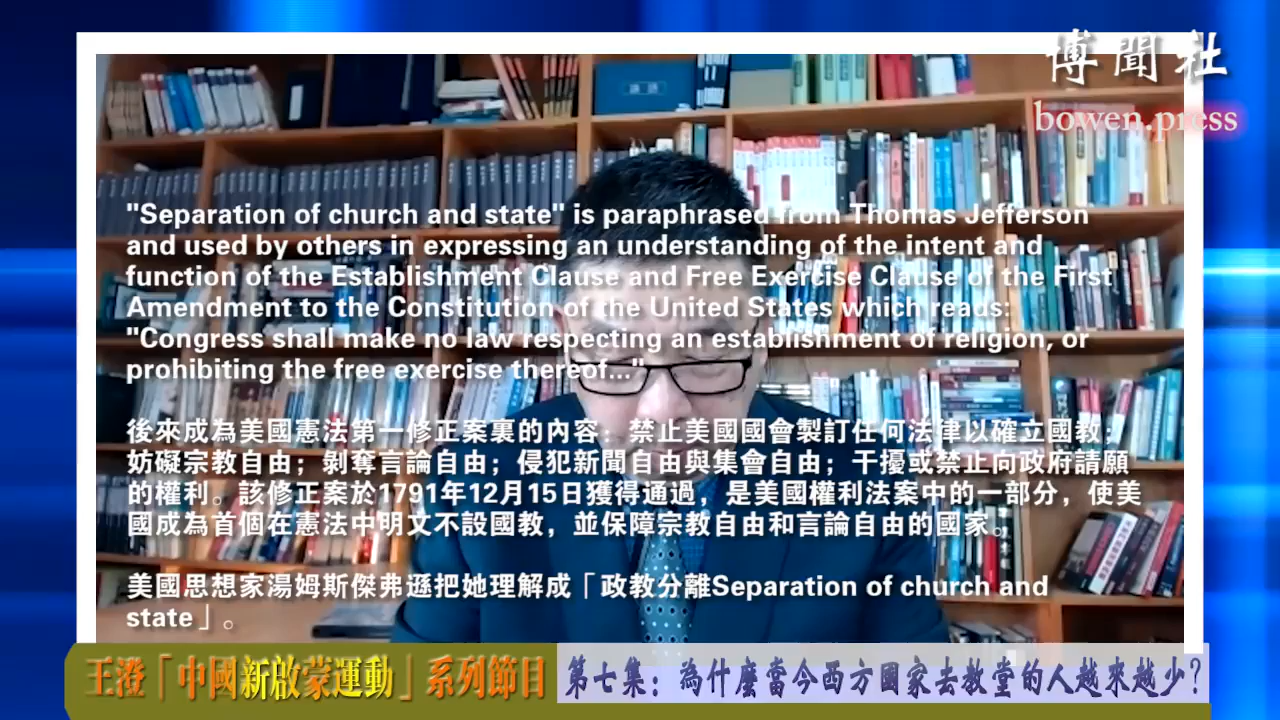 博聞社
bowen.press
"Separation of church and state" is paraphrased from Thomas Jefferson
and used by others in expressing an understanding of the intent and
function of the Establishment Clause and Free Exercise Clause of the First
Amendment to the Constitution of the United States which reads:
"Congress shall make no law respecting an establishment of religion, or
prohibiting the free exercise thereof..."
後來成為美國憲法第一修正案裏的內容：禁止美國國會製訂任何法律以確立國教；
妨礙宗教自由；剝奪言論自由；侵犯新聞自由與集會自由；干擾或禁止向政府請願
的權利。該修正案於1791年12月15日獲得通過，是美國權利法案中的一部分，使美
國成為首個在憲法中明文不設國教，並保障宗教自由和言論自由的國家。
美國思想家湯姆斯傑弗遜把她理解成「政教分離Separation of church and
state」。
王澄「中國新啟蒙運動」系列節目
第七集：為什麼當今西方國家去教堂的人越來越少？